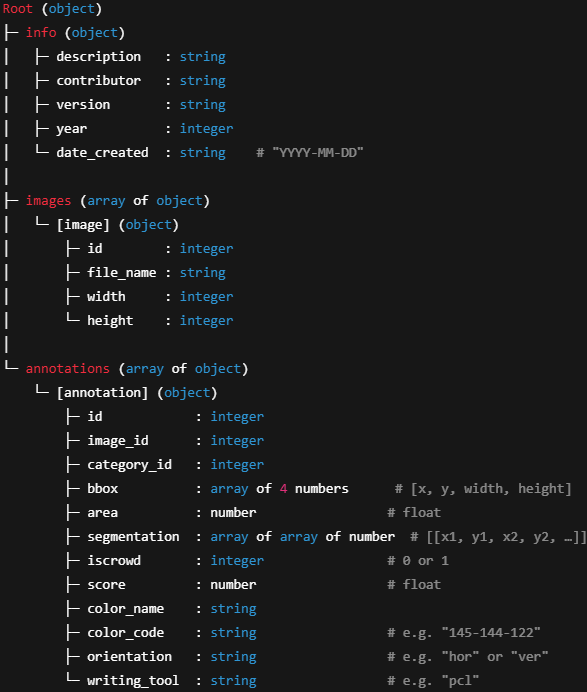 Root (object)
├─ info (object)
│  ├─ description   : string
│  ├─ contributor   : string
│  ├─ version       : string
│  ├─ year          : integer
│  └─ date_created  : string    # "YYYY-MM-DD"
│
├─ images (array of object)
│  └─ [image] (object)
│      ├─ id        : integer
│      ├─ file_name : string
│      ├─ width     : integer
│      └─ height    : integer
│
└─ annotations (array of object)
    └─ [annotation] (object)
        ├─ id            : integer
        ├─ image_id      : integer
        ├─ category_id   : integer
        ├─ bbox          : array of 4 numbers      # [x, y, width, height]
        ├─ area          : number                 # float
        ├─ segmentation  : array of array of number  # [[x1, y1, x2, y2, …]]
        ├─ iscrowd       : integer                # 0 or 1
        ├─ score         : number                 # float
        ├─ color_name    : string
        ├─ color_code    : string                 # e.g. "145-144-122"
        ├─ orientation   : string                 # e.g. "hor" or "ver"
        └─ writing_tool  : string                 # e.g. "pcl"